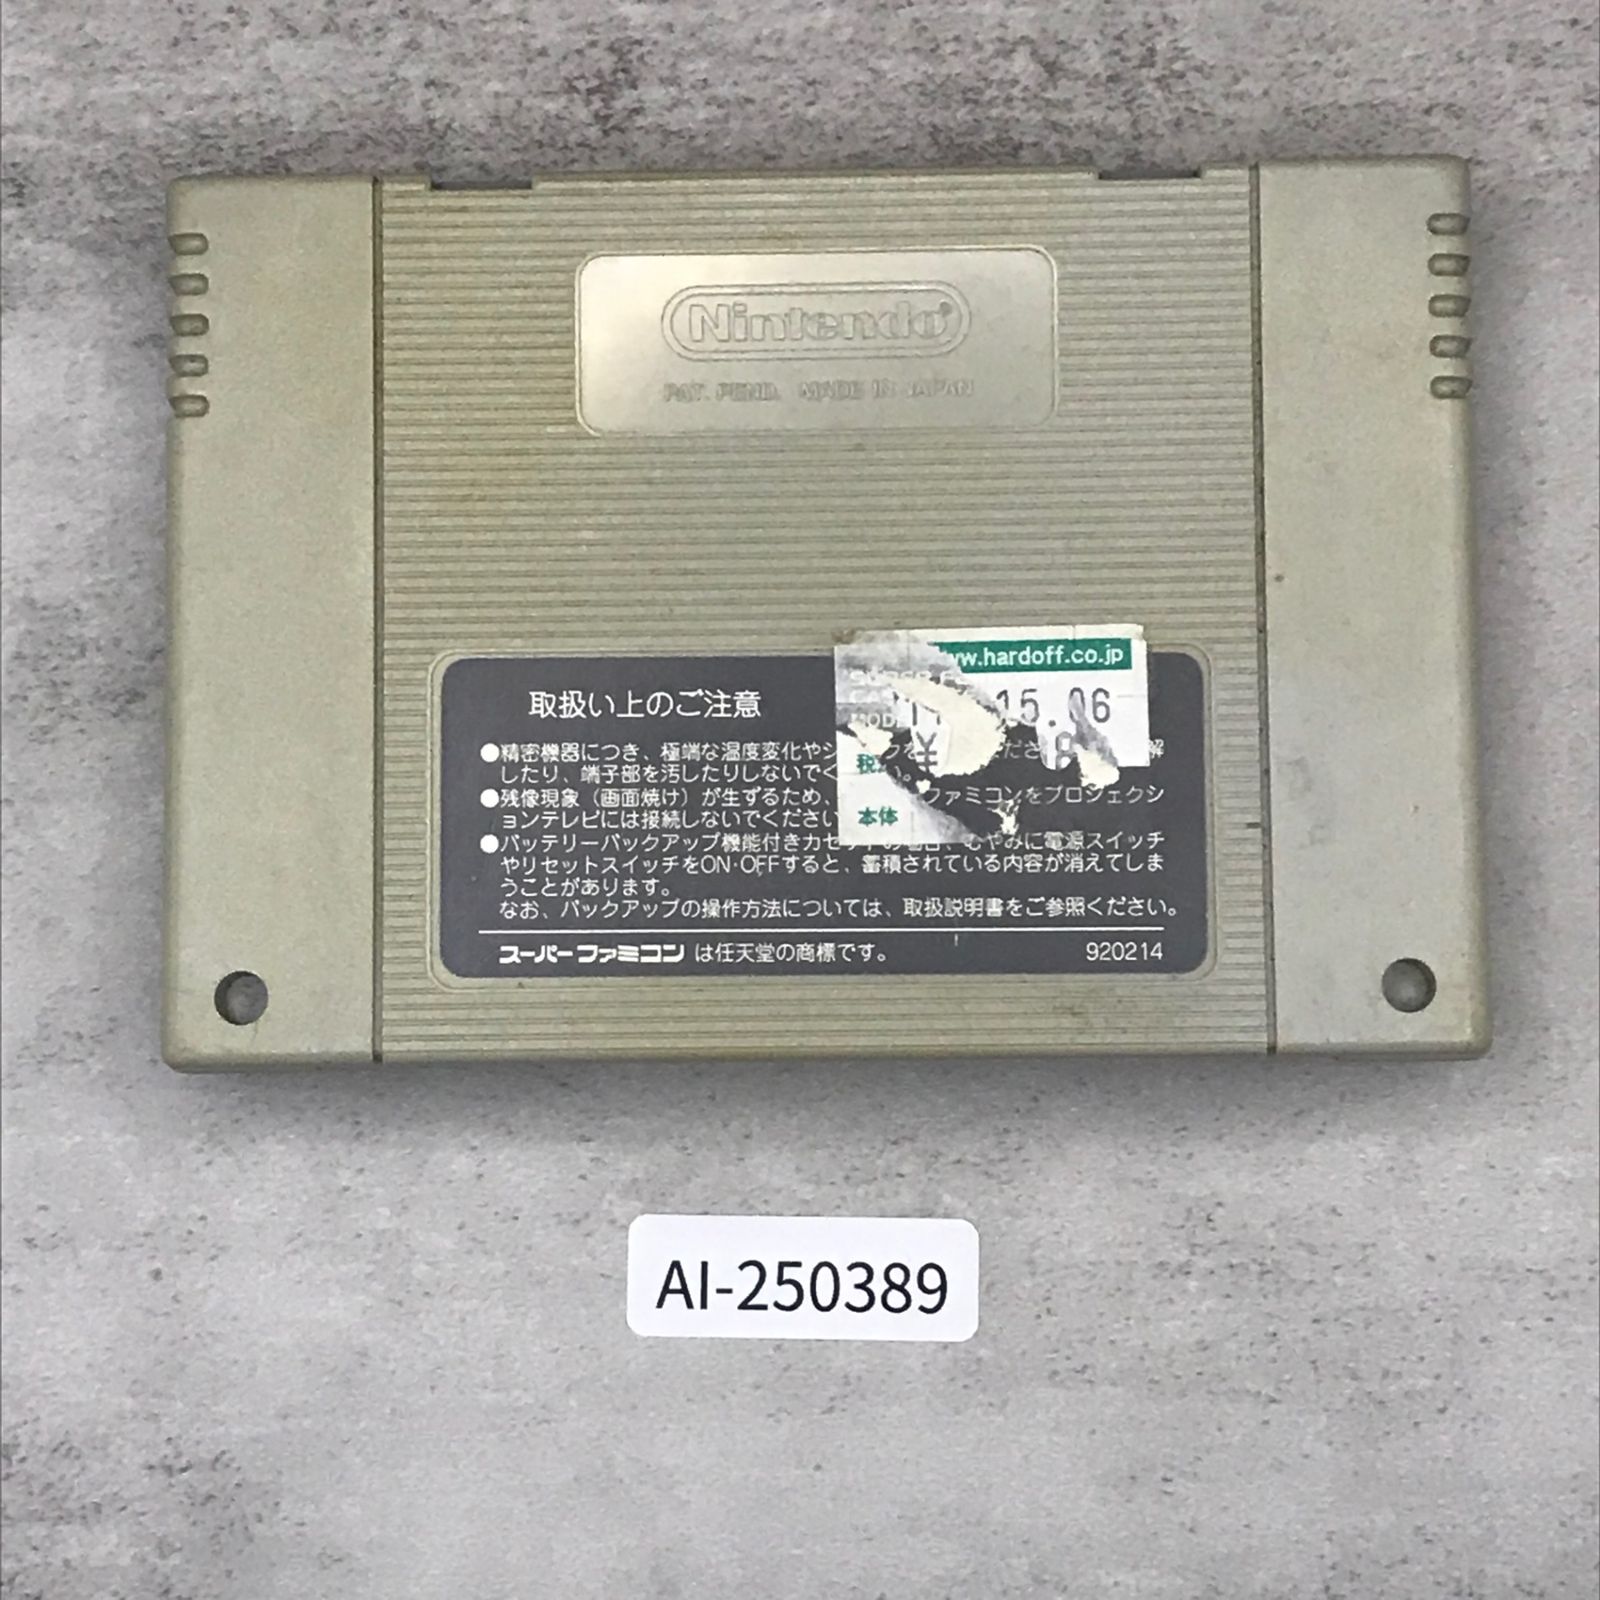 Nintendo®
PAT. PEND. MADE IN JAPAN
www.hardoff.co.jp
15.06
¥
本体
取扱い上のご注意
●精密機器につき、極端な温度変化や
したり、端子部を汚したりしないでく
●残像現象（画面焼け）が生ずるため、 ファミコンをプロジェクシ
ョンテレビには接続しないでください
●バッテリーバックアップ機能付きカセ むやみに電源スイッチ
やリセットスイッチをON・OFFすると、蓄積されている内容が消えてしま
うことがあります。
なお、バックアップの操作方法については、取扱説明書をご参照ください。
スーパーファミコン は任天堂の商標です。 920214
AI-250389